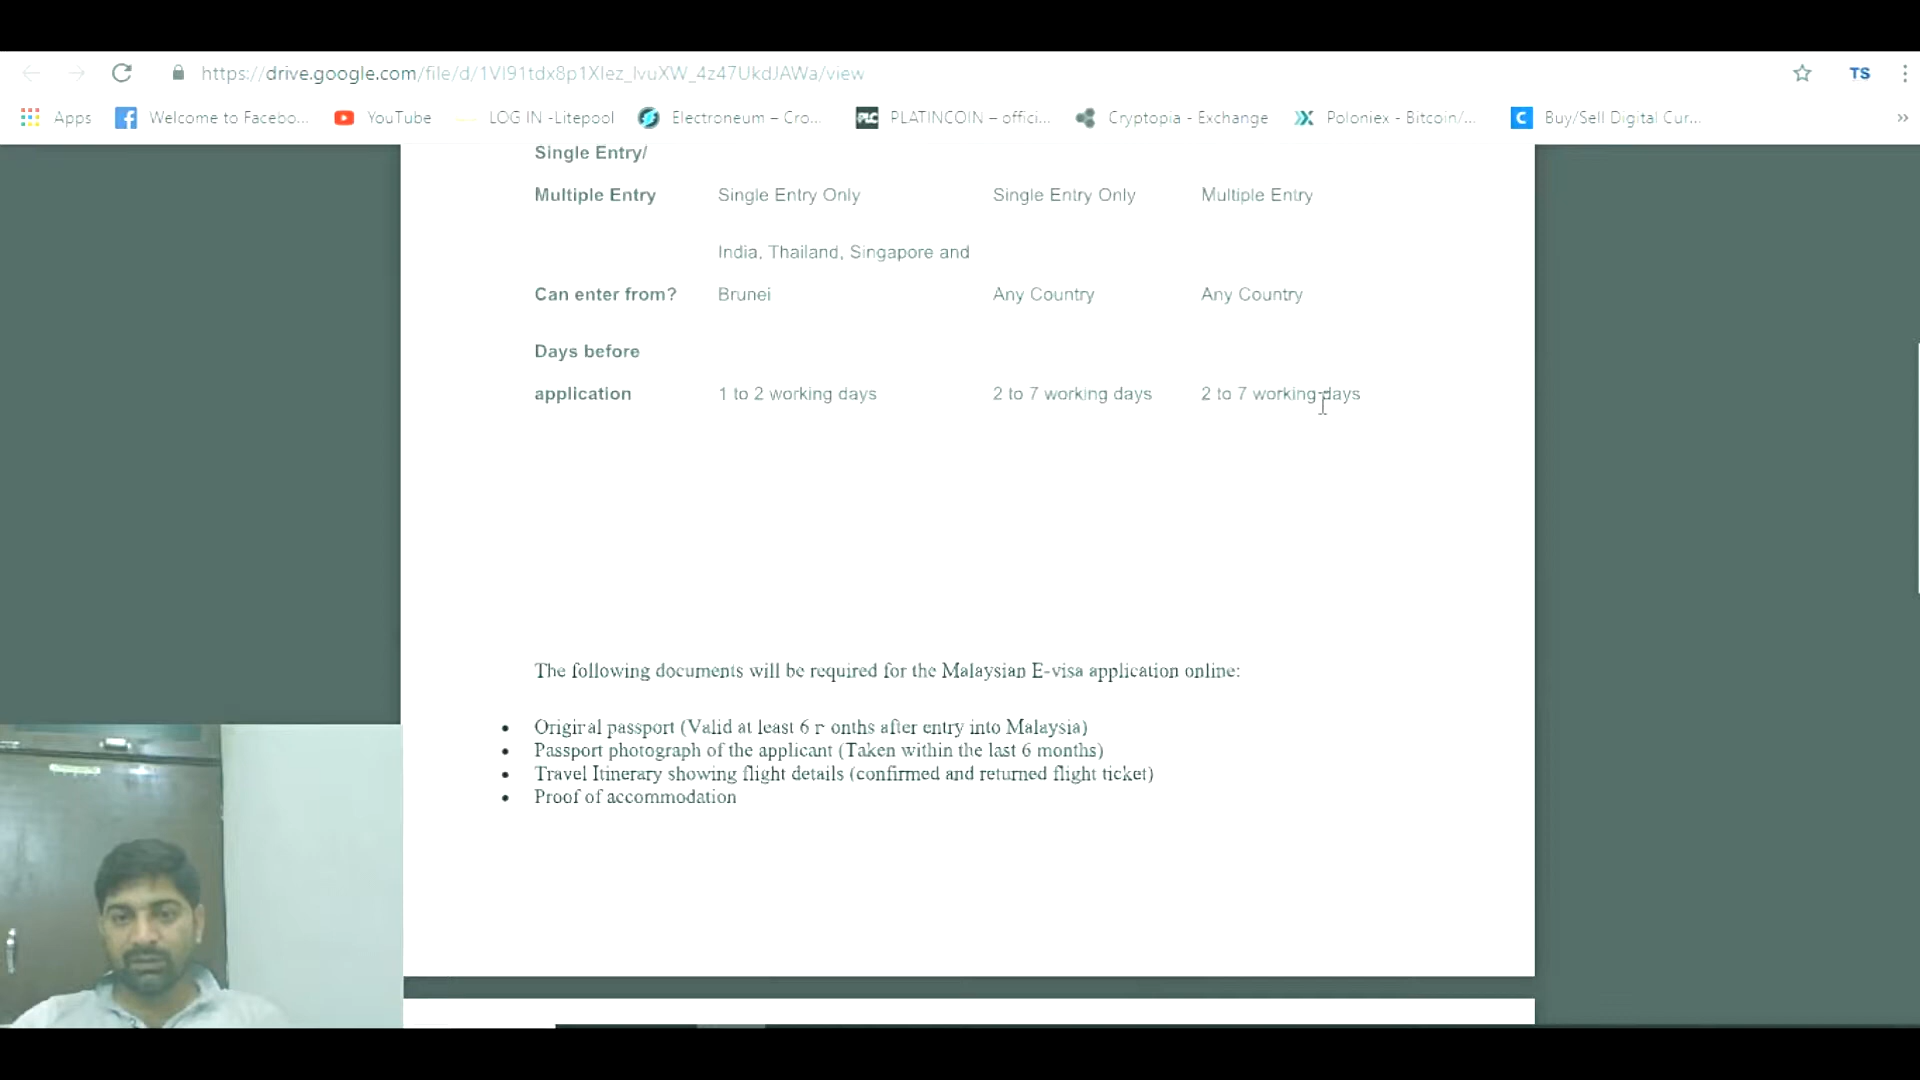 https://drive.google.com/file/d/1Vl91tdx8p1Xlez_lvuXW_4z47UkdJAWa/view
TS
Apps
Welcome to Facebo...
YouTube
LOG IN -Litepool
Electroneum – Cro...
PLC
PLATINCOIN – offici...
Cryptopia - Exchange
Poloniex - Bitcoin/...
C
Buy/Sell Digital Cur...
»
Single Entry/
Multiple Entry Single Entry Only Single Entry Only Multiple Entry
India, Thailand, Singapore and
Can enter from? Brunei Any Country Any Country
Days before
application 1 to 2 working days 2 to 7 working days 2 to 7 working days
The following documents will be required for the Malaysian E-visa application online:
• Original passport (Valid at least 6 months after entry into Malaysia)
• Passport photograph of the applicant (Taken within the last 6 months)
• Travel Itinerary showing flight details (confirmed and returned flight ticket)
• Proof of accommodation